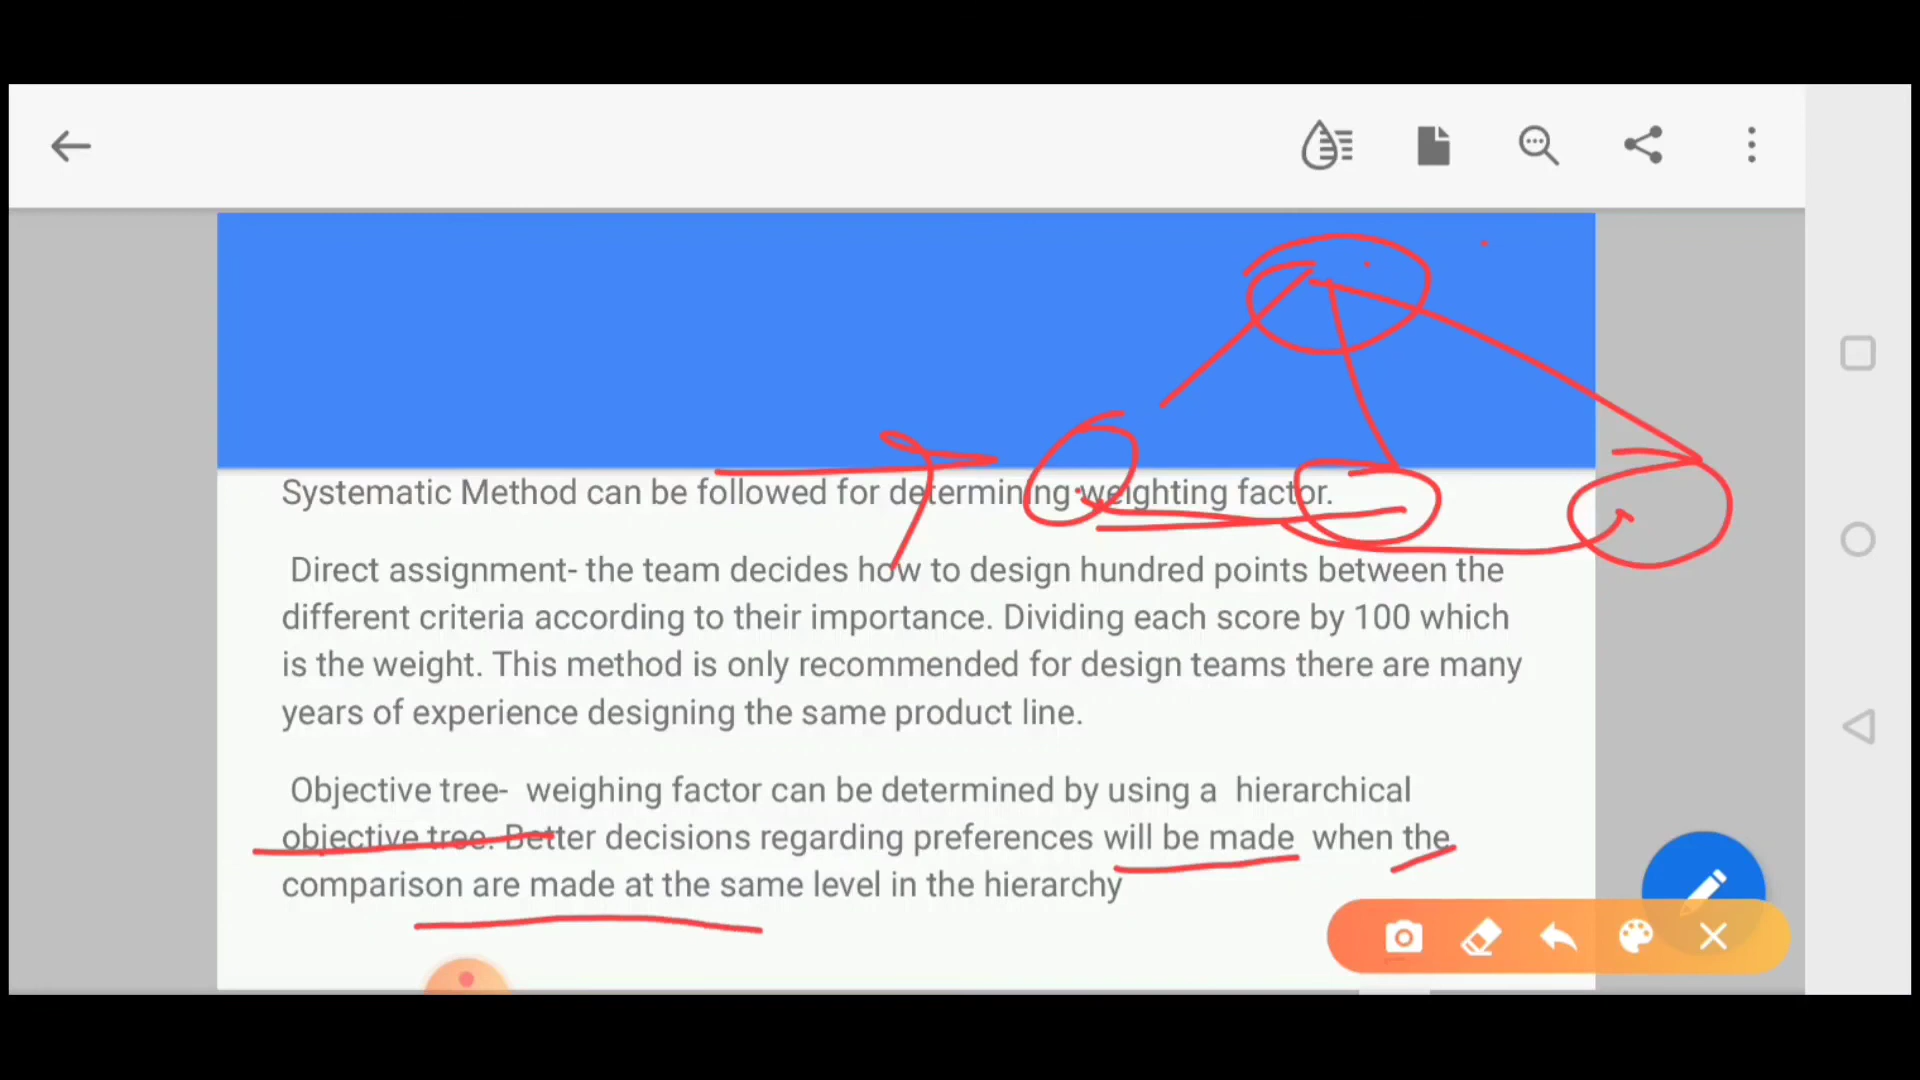 Systematic Method can be followed for determining weighting factor.
Direct assignment- the team decides how to design hundred points between the
different criteria according to their importance. Dividing each score by 100 which
is the weight. This method is only recommended for design teams there are many
years of experience designing the same product line.
Objective tree-  weighing factor can be determined by using a  hierarchical
objective tree. Better decisions regarding preferences will be made  when the
comparison are made at the same level in the hierarchy